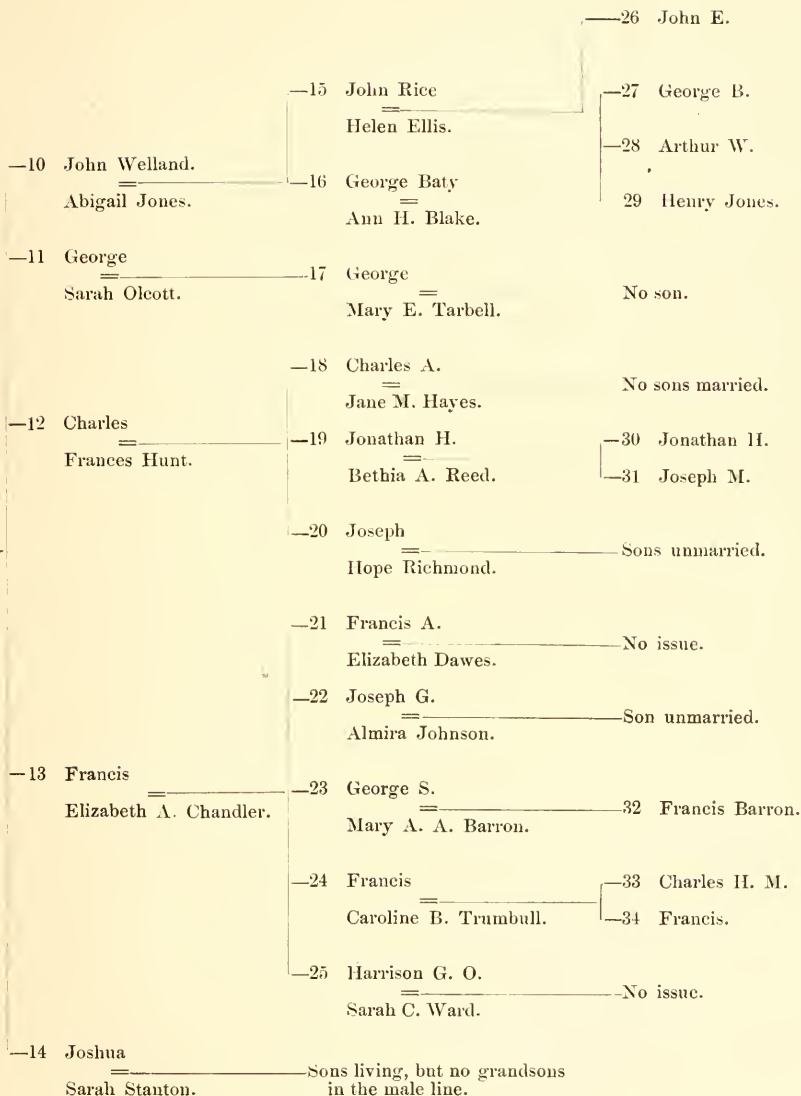 26 John E.
15 John Rice
=
Helen Ellis.
27 George B.
28 Arthur W.
29 Henry Jones.
10 John Welland.
=
Abigail Jones.
16 George Baty
=
Ann H. Blake.
11 George
=
Sarah Olcott.
17 George
=
Mary E. Tarbell.
No son.
18 Charles A.
=
Jane M. Hayes.
No sons married.
12 Charles
=
Frances Hunt.
19 Jonathan H.
=
Bethia A. Reed.
30 Jonathan H.
31 Joseph M.
20 Joseph
=
Hope Richmond.
Sons unmarried.
21 Francis A.
=
Elizabeth Dawes.
No issue.
22 Joseph G.
=
Almira Johnson.
Son unmarried.
13 Francis
=
Elizabeth A. Chandler.
23 George S.
=
Mary A. A. Barron.
32 Francis Barron.
24 Francis
=
Caroline B. Trumbull.
33 Charles H. M.
34 Francis.
25 Harrison G. O.
=
Sarah C. Ward.
No issue.
14 Joshua
=
Sarah Stanton.
Sons living, but no grandsons
in the male line.